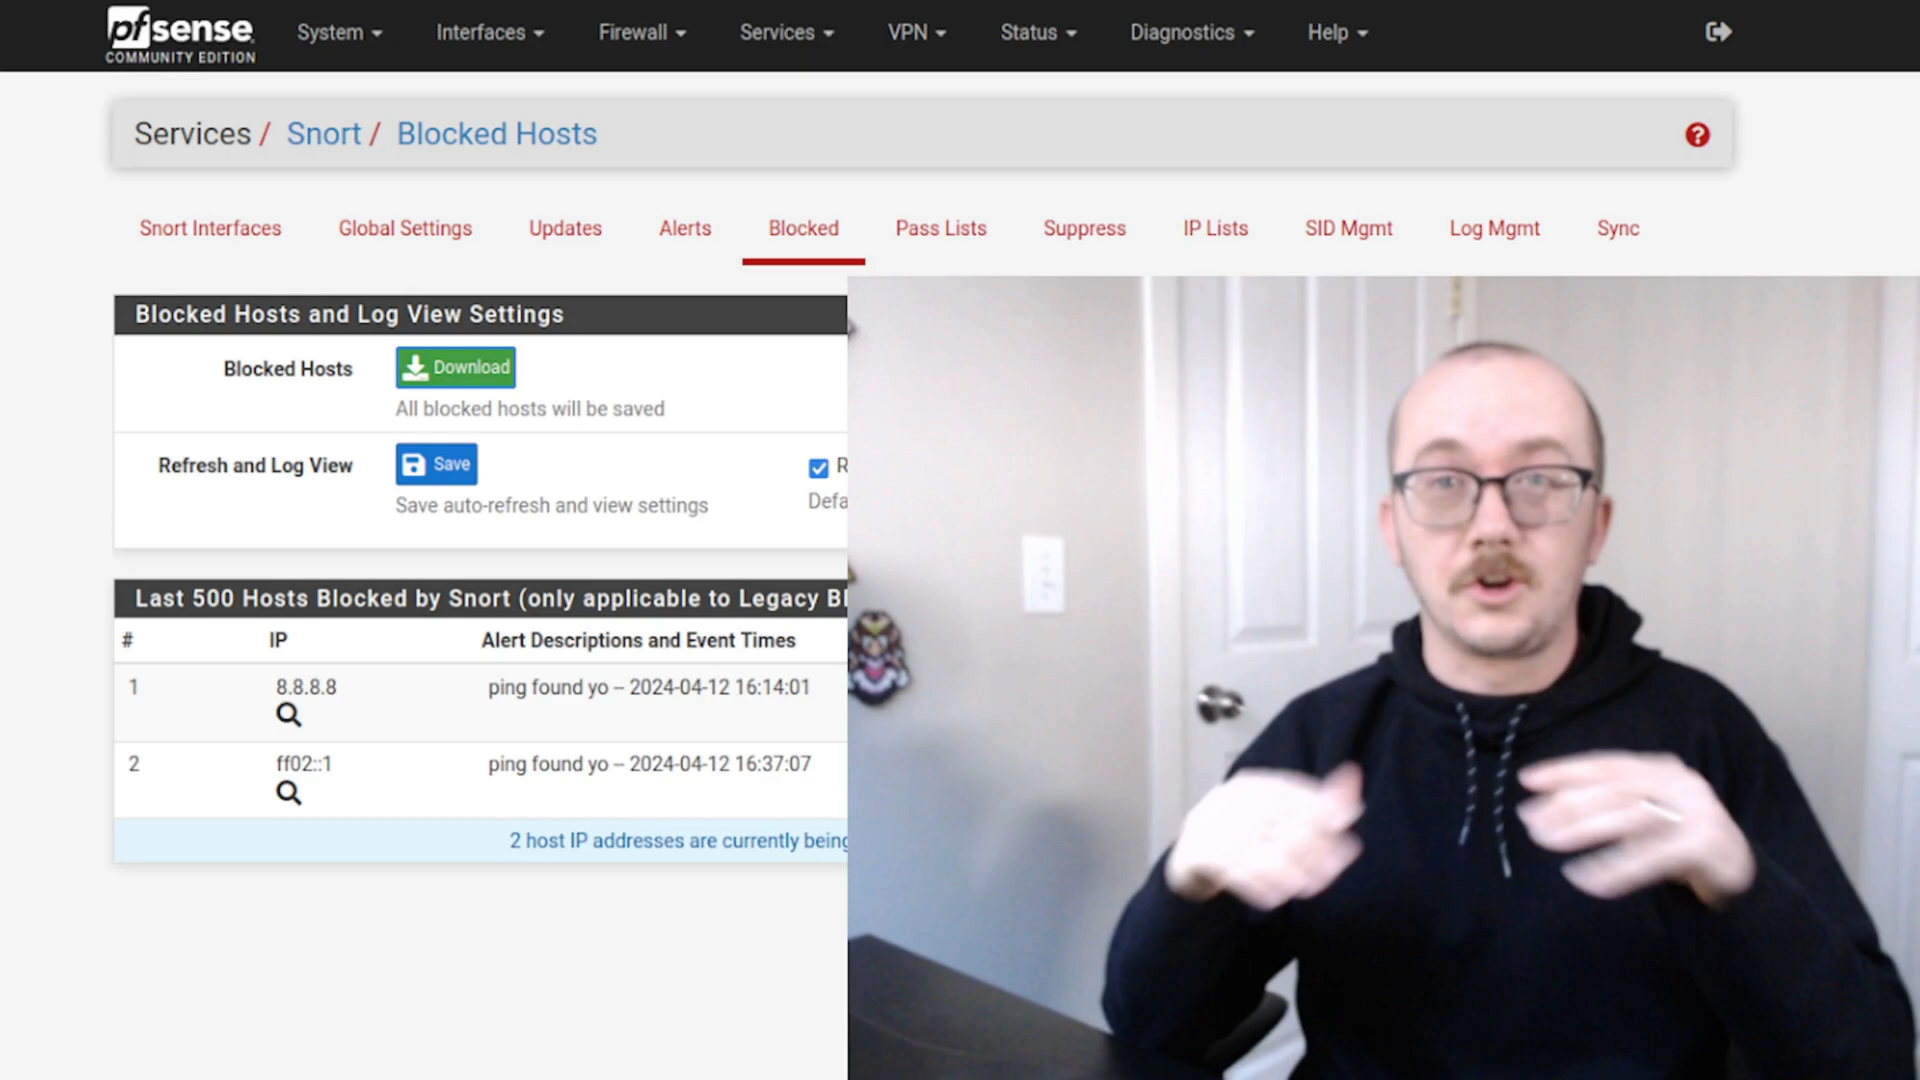 pfsense
COMMUNITY EDITION
System Interfaces Firewall Services VPN Status Diagnostics Help
Services / Snort / Blocked Hosts
Snort Interfaces Global Settings Updates Alerts Blocked Pass Lists Suppress IP Lists SID Mgmt Log Mgmt Sync
Blocked Hosts and Log View Settings
Blocked Hosts Download
All blocked hosts will be saved
Refresh and Log View Save R
Save auto-refresh and view settings Defa
Last 500 Hosts Blocked by Snort (only applicable to Legacy Bl
# IP Alert Descriptions and Event Times
1 8.8.8.8 ping found yo -- 2024-04-12 16:14:01
2 ff02::1 ping found yo -- 2024-04-12 16:37:07
2 host IP addresses are currently being